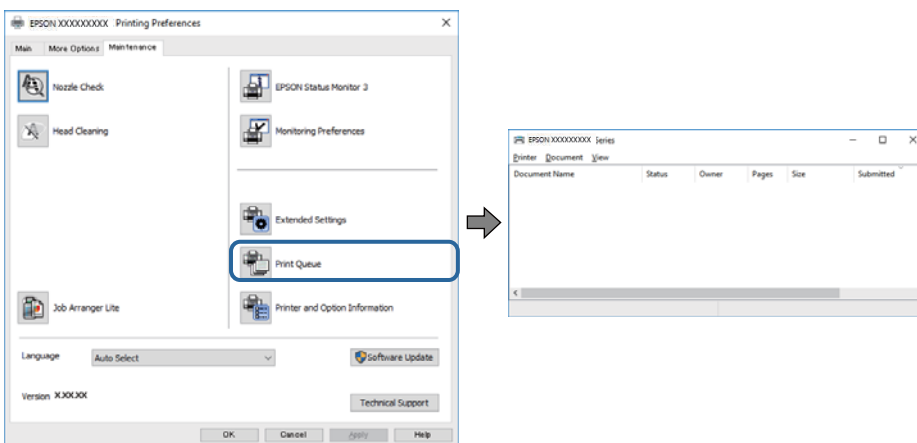 EPSON XXXXXXXXX Printing Preferences
Main More Options Maintenance
Nozzle Check
EPSON Status Monitor 3
Head Cleaning
Monitoring Preferences
Extended Settings
Print Queue
Job Arranger Lite
Printer and Option Information
Language Auto Select
Software Update
Version X.XX.XX
Technical Support
OK Cancel Apply Help
EPSON XXXXXXXXX Series
Printer Document View
Document Name Status Owner Pages Size Submitted